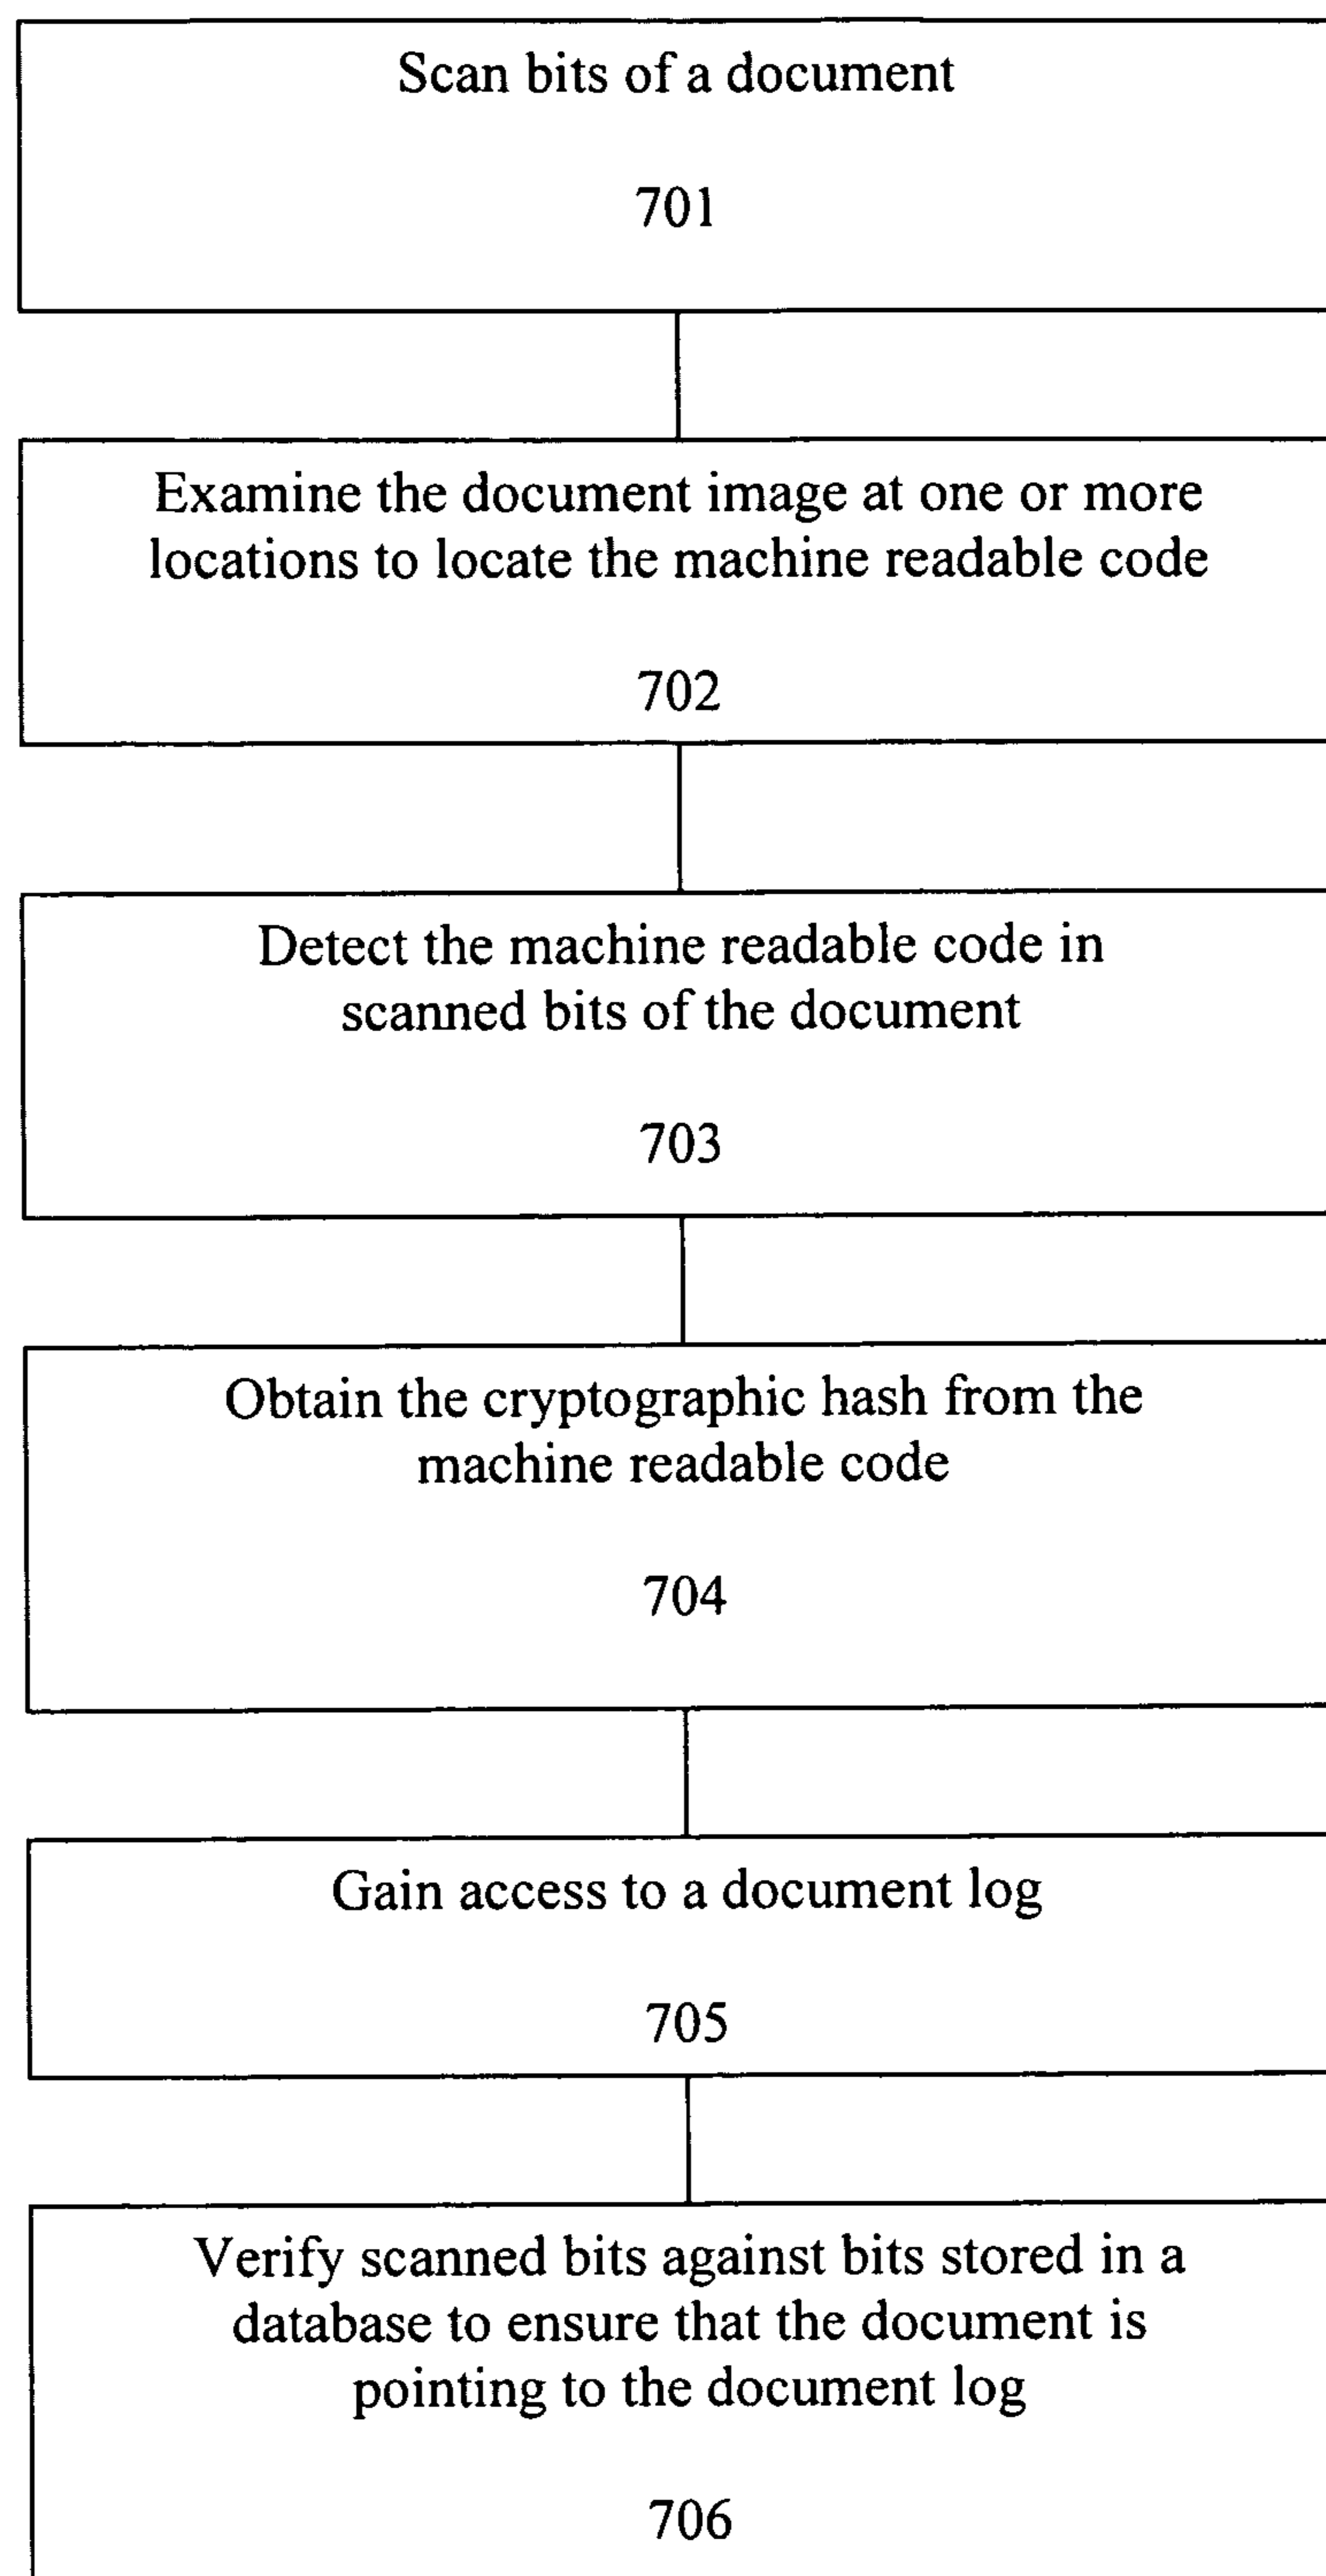 Scan bits of a document
701
Examine the document image at one or more
locations to locate the machine readable code
702
Detect the machine readable code in
scanned bits of the document
703
Obtain the cryptographic hash from the
machine readable code
704
Gain access to a document log
705
Verify scanned bits against bits stored in a
database to ensure that the document is
pointing to the document log
706